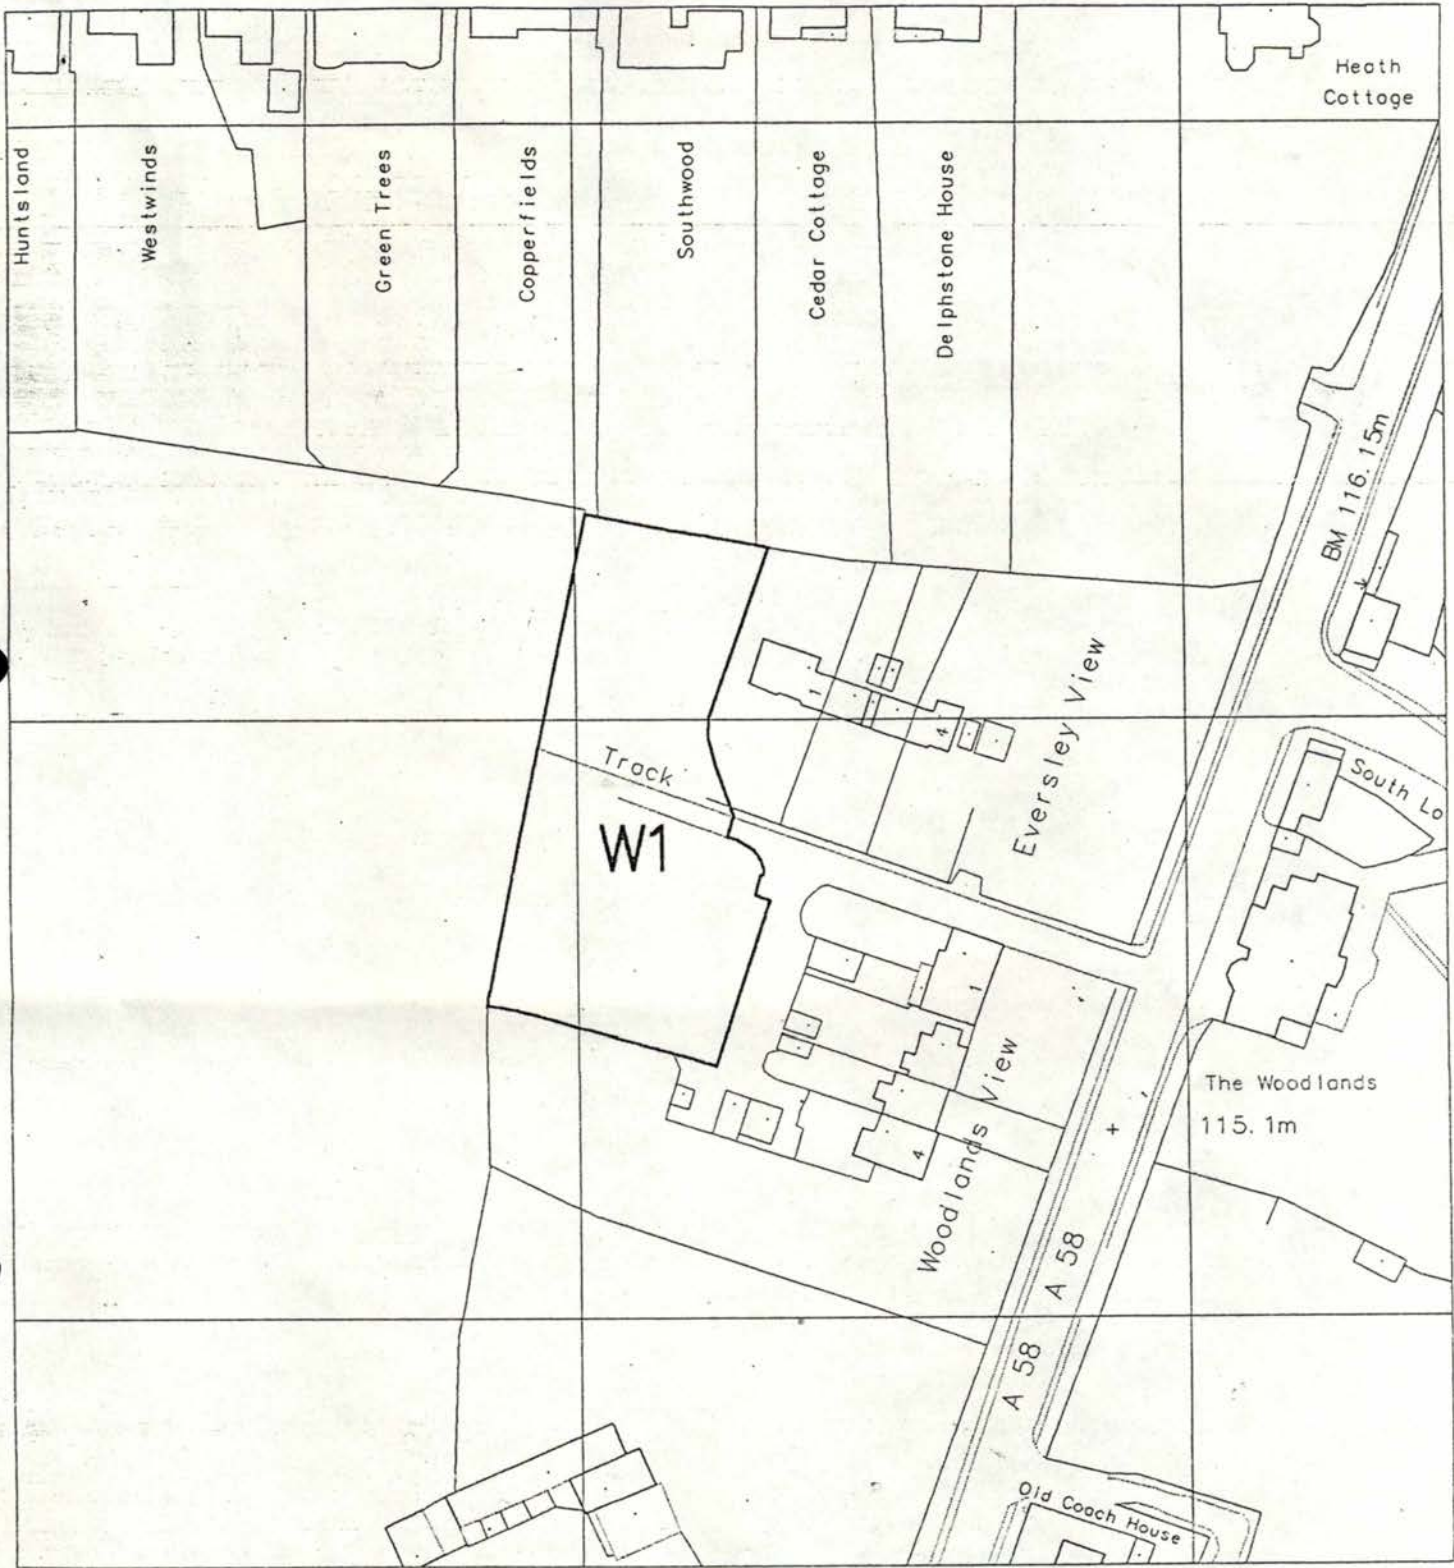 Heath
Cottage
Huntsland
Westwinds
Green Trees
Copperfields
Southwood
Cedar Cottage
Delphstone House
BM 116.15m
1
4
Eversley View
Track
W1
South Lo
1
4
Woodlands View
The Woodlands
115.1m
A 58
A 58
Old Coach House